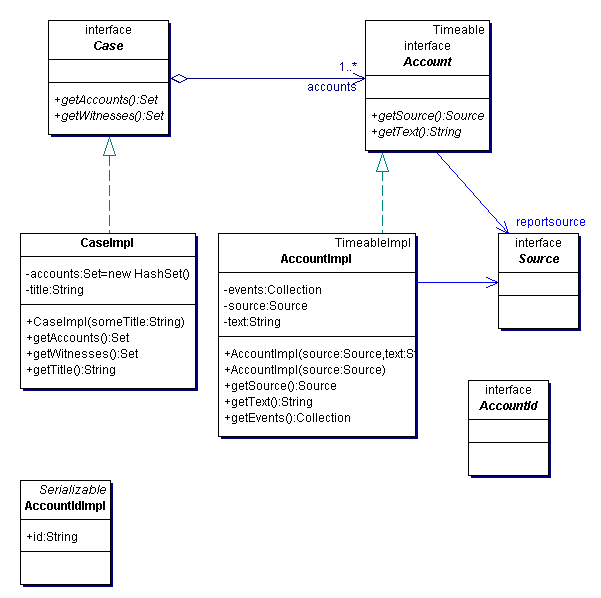 interface
Case
+getAccounts():Set
+getWitnesses():Set
1..*
accounts
Timeable
interface
Account
+getSource():Source
+getText():String
reportsource
CaseImpl
-accounts:Set=new HashSet()
-title:String
+CaseImpl(someTitle:String)
+getAccounts():Set
+getWitnesses():Set
+getTitle():String
TimeableImpl
AccountImpl
-events:Collection
-source:Source
-text:String
+AccountImpl(source:Source,text:S
+AccountImpl(source:Source)
+getSource():Source
+getText():String
+getEvents():Collection
interface
Source
interface
AccountId
Serializable
AccountIdImpl
+id:String